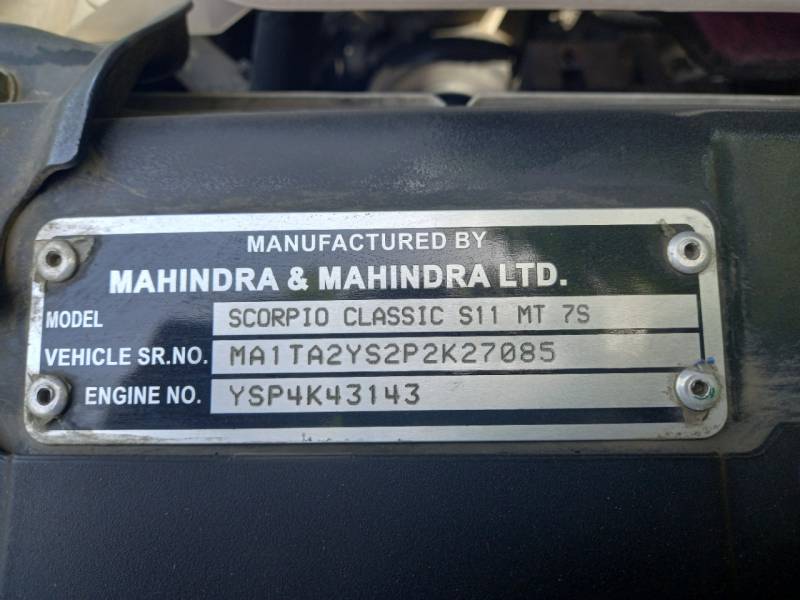 MANUFACTURED BY
MAHINDRA & MAHINDRA LTD.
MODEL SCORPIO CLASSIC S11 MT 7S
VEHICLE SR.NO. MA1TA2YS2P2K27085
ENGINE NO. YSP4K43143